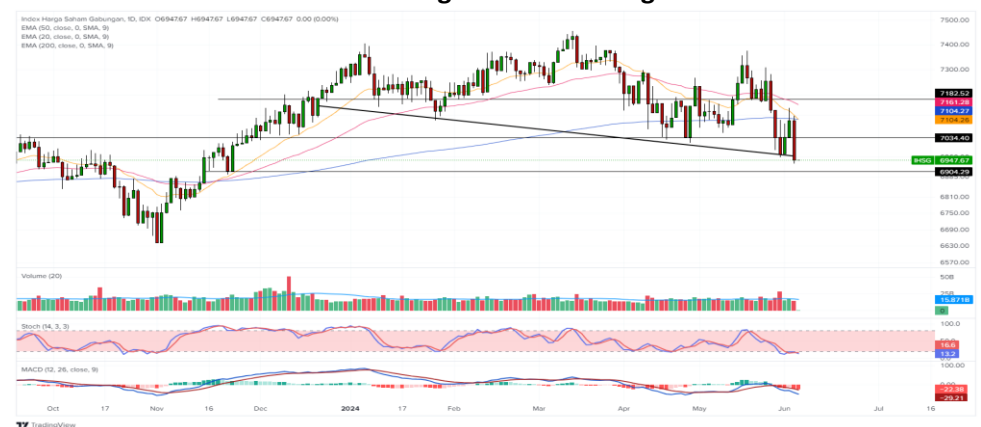 Index Harga Saham Gabungan, 1D, IDX O6947.67 H6947.67 L6947.67 C6947.67 0.00 (0.00%)
EMA (50, close, 0, SMA, 9)
EMA (20, close, 0, SMA, 9)
EMA (200, close, 0, SMA, 9)
7500.00
7400.00
7300.00
7182.52
7161.28
7104.27
7104.26
7034.40
IHSG 6947.67
6904.29
6810.00
6750.00
6690.00
6630.00
6570.00
Volume (20)
50B
15.871B
0
Stoch (14, 3, 3)
100.0
16.6
13.2
MACD (12, 26, close, 9)
100.00
-22.38
-29.21
Oct 17 Nov 16 Dec 2024 17 Feb Mar Apr May Jun Jul 16
TradingView